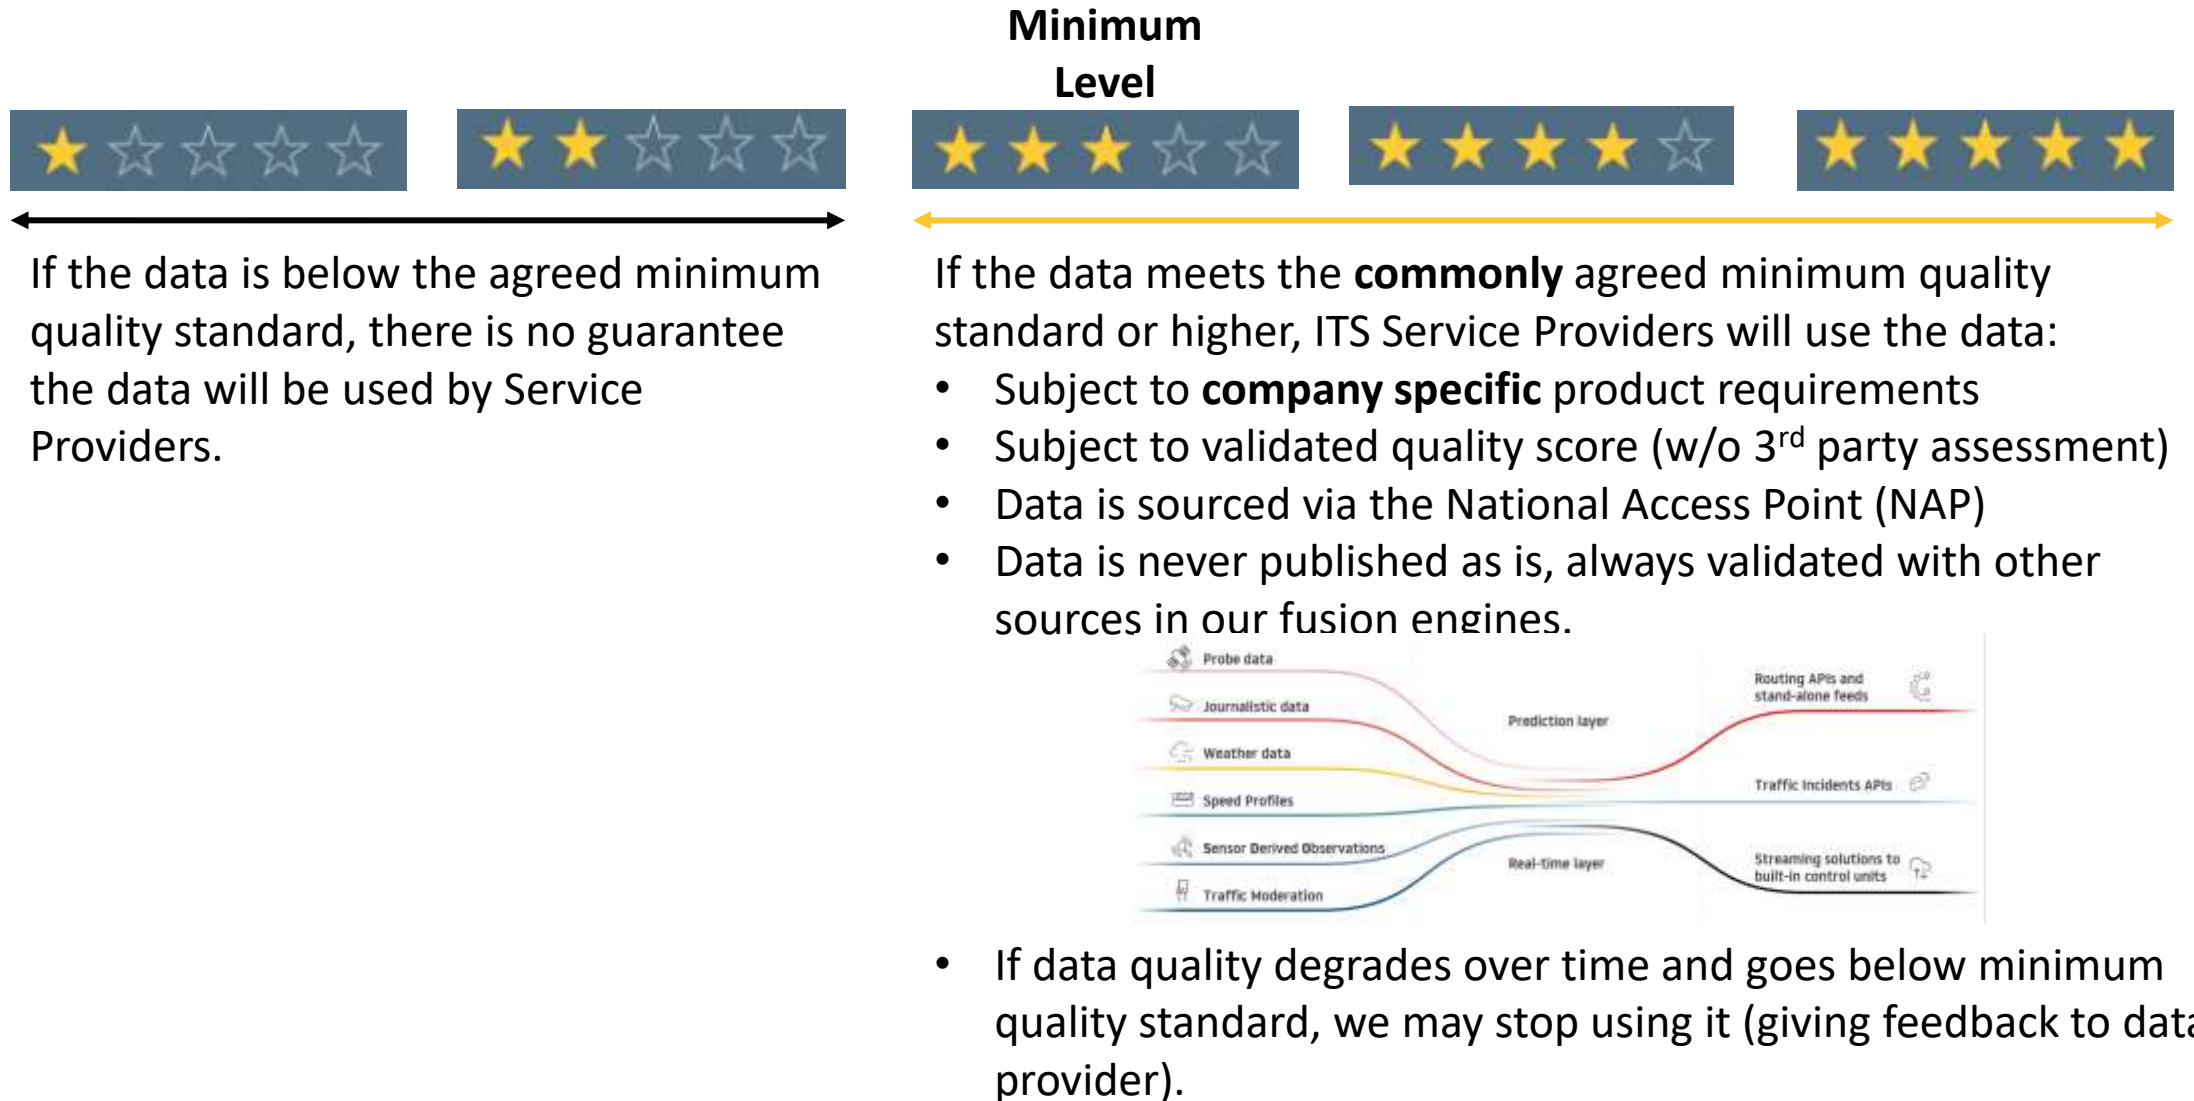 Minimum
Level
If the data is below the agreed minimum
quality standard, there is no guarantee
the data will be used by Service
Providers.
If the data meets the commonly agreed minimum quality
standard or higher, ITS Service Providers will use the data:
• Subject to company specific product requirements
• Subject to validated quality score (w/o 3rd party assessment)
• Data is sourced via the National Access Point (NAP)
• Data is never published as is, always validated with other
sources in our fusion engines.
Probe data
Journalistic data
Weather data
Speed Profiles
Sensor Derived Observations
Traffic Moderation
Prediction layer
Real-time layer
Routing APIs and
stand-alone feeds
Traffic Incidents APIs
Streaming solutions to
built-in control units
• If data quality degrades over time and goes below minimum
quality standard, we may stop using it (giving feedback to data
provider).